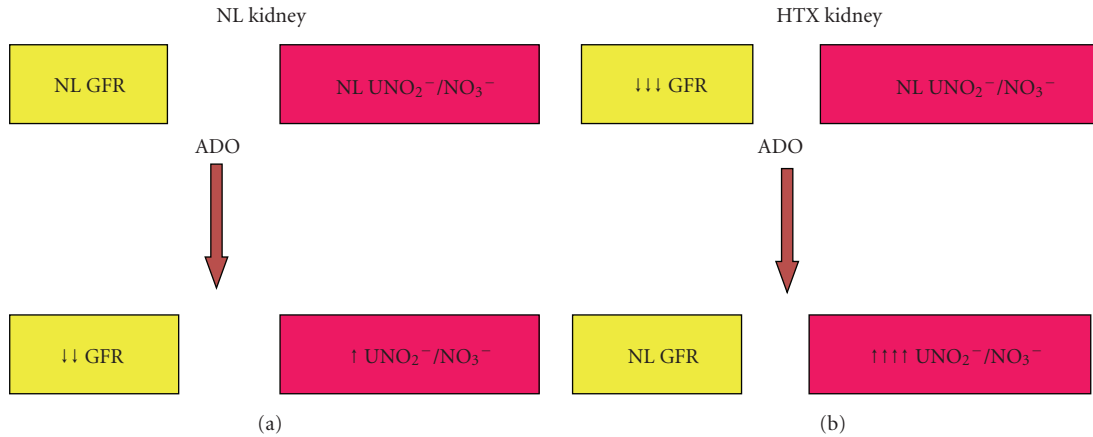 NL kidney
NL GFR
NL UNO₂⁻/NO₃⁻
ADO
↓↓ GFR
↑ UNO₂⁻/NO₃⁻
(a)
HTX kidney
↓↓↓ GFR
NL UNO₂⁻/NO₃⁻
ADO
NL GFR
↑↑↑↑ UNO₂⁻/NO₃⁻
(b)